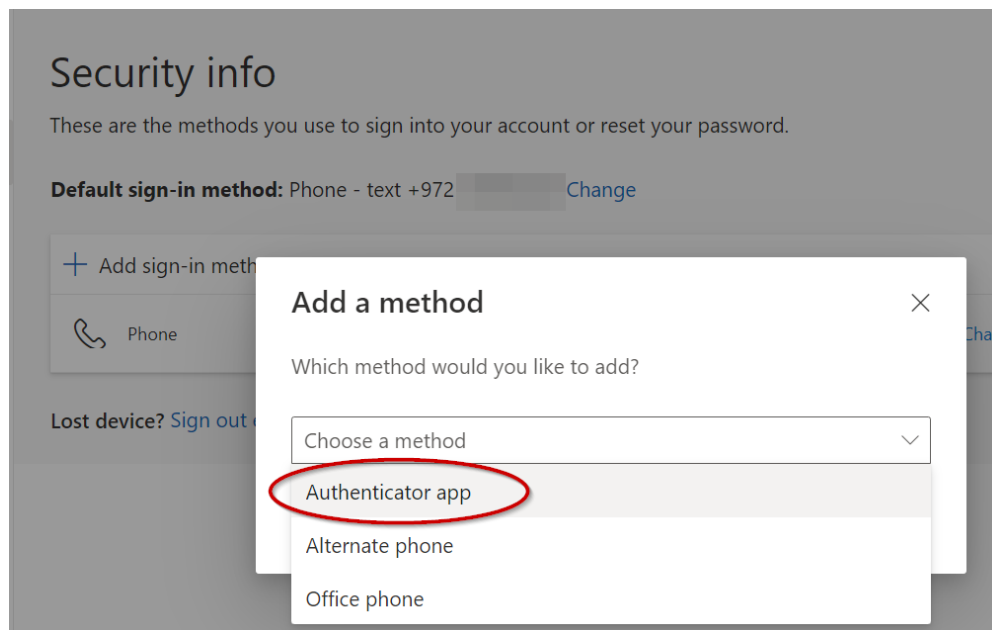 Security info
These are the methods you use to sign into your account or reset your password.
Default sign-in method: Phone - text +972 Change
Add sign-in meth
Phone
Cha
Lost device? Sign out
Add a method
Which method would you like to add?
Choose a method
Authenticator app
Alternate phone
Office phone